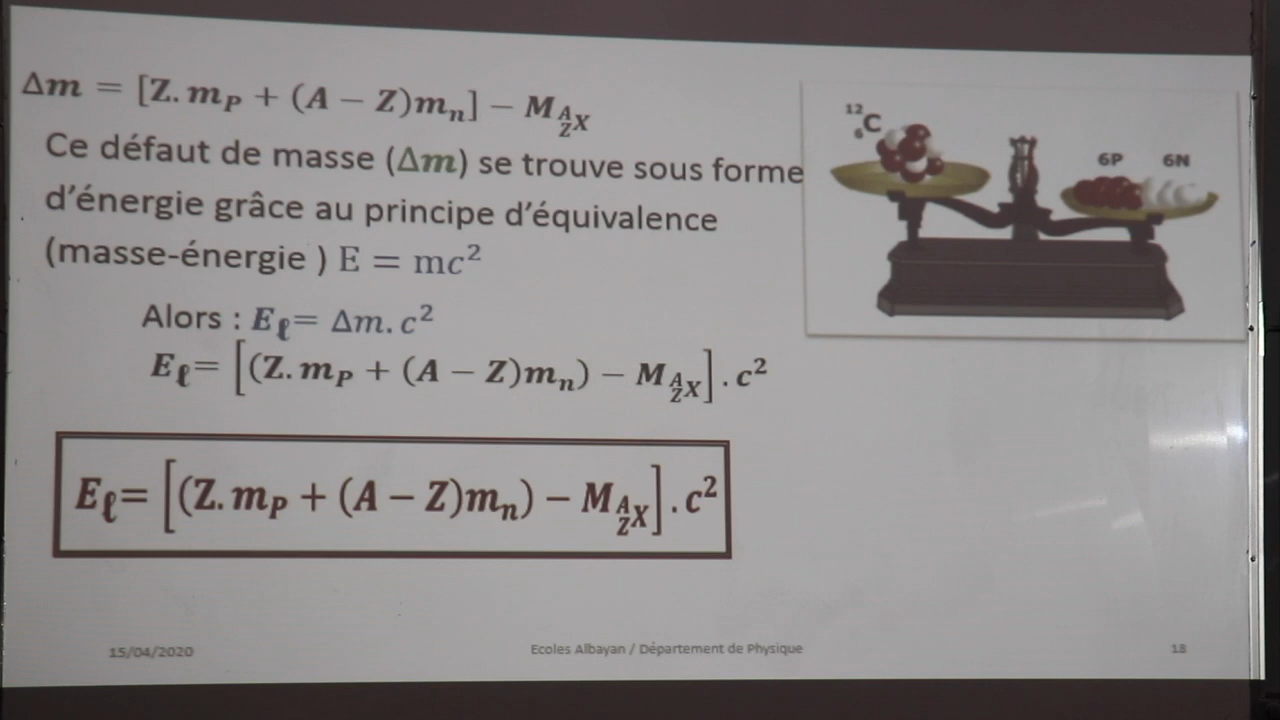 Δm = [Z. m_P + (A − Z)m_n] − M_{^A_Z X}
Ce défaut de masse (Δm) se trouve sous forme
d'énergie grâce au principe d'équivalence
(masse-énergie ) E = mc²
Alors : E_ℓ= Δm. c²
E_ℓ= [(Z. m_P + (A − Z)m_n) − M_{^A_Z X}]. c²
E_ℓ= [(Z. m_P + (A − Z)m_n) − M_{^A_Z X}]. c²
¹²₆C
6P 6N
15/04/2020 Ecoles Albayan / Département de Physique 18